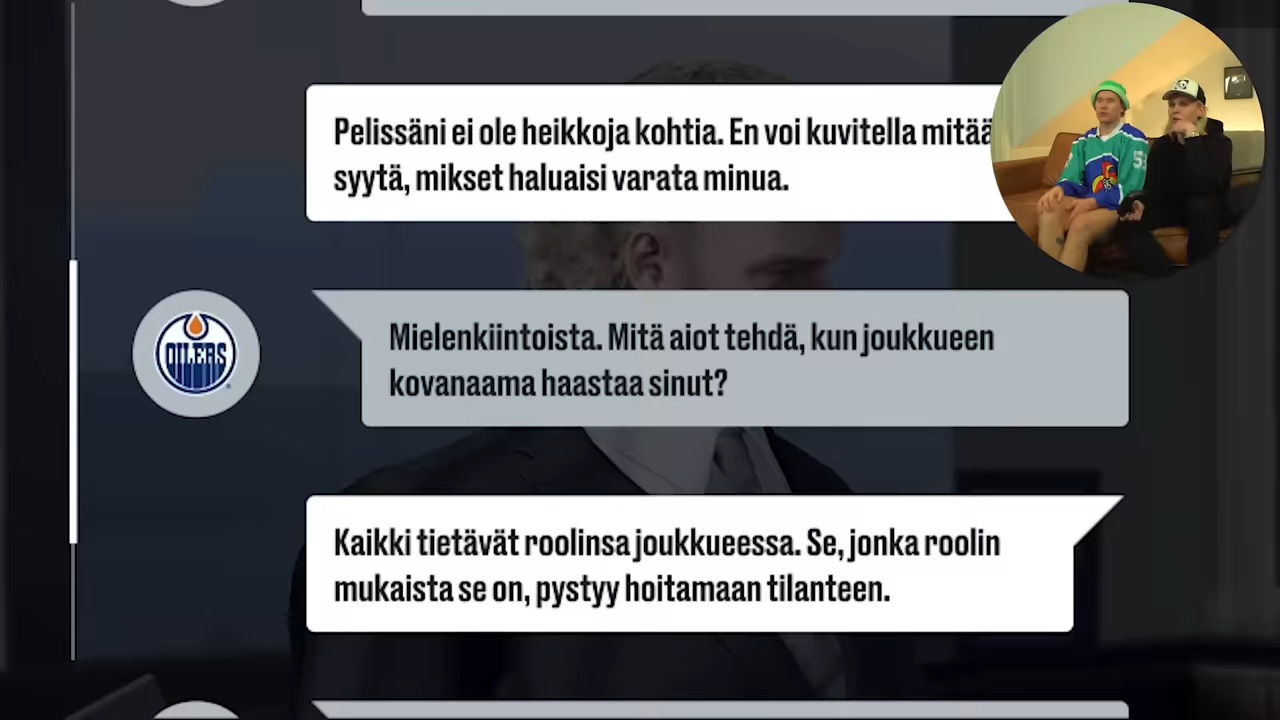 Pelissäni ei ole heikkoja kohtia. En voi kuvitella mitää
syytä, mikset haluaisi varata minua.
OILERS
Mielenkiintoista. Mitä aiot tehdä, kun joukkueen
kovanaama haastaa sinut?
Kaikki tietävät roolinsa joukkueessa. Se, jonka roolin
mukaista se on, pystyy hoitamaan tilanteen.